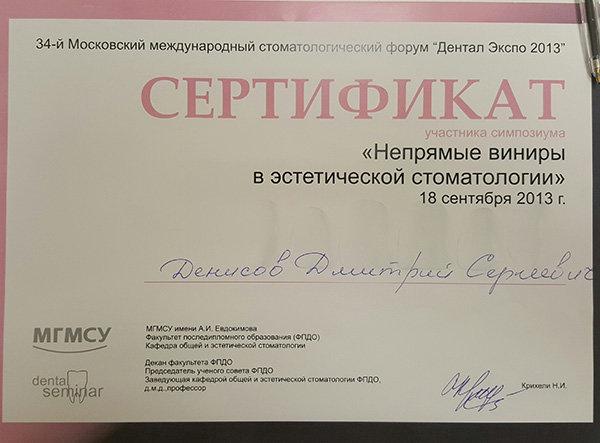 34-й Московский международный стоматологический форум "Дентал Экспо 2013"
СЕРТИФИКАТ
участника симпозиума
«Непрямые виниры
в эстетической стоматологии»
18 сентября 2013 г.
Денисов Дмитрий Сергеевич
МГМСУ
МГМСУ имени А.И. Евдокимова
Факультет последипломного образования (ФПДО)
Кафедра общей и эстетической стоматологии
Декан факультета ФПДО
Председатель ученого совета ФПДО
Заведующая кафедрой общей и эстетической стоматологии ФПДО,
д.м.д.,профессор
Крихели Н.И.
dental
seminar